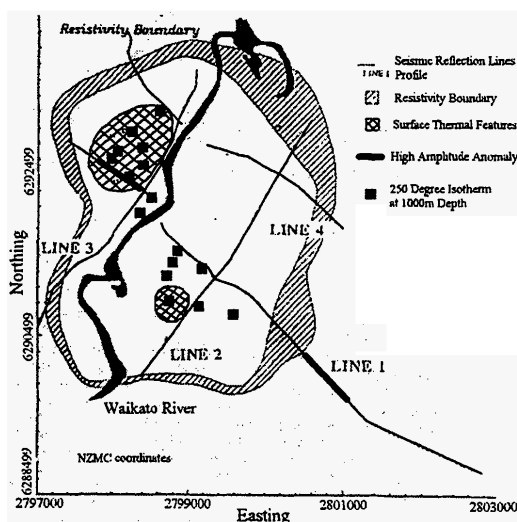 Resistivity Boundary
Seismic Reflection Lines
LINE 1 Profile
Resistivity Boundary
Surface Thermal Features
High Amplitude Anomaly
250 Degree Isotherm
at 1000m Depth
6292499
LINE 3
LINE 4
Northing
6290499
LINE 2
LINE 1
Waikato River
NZMC coordinates
6288499
2797000
2799000
2801000
2803000
Easting